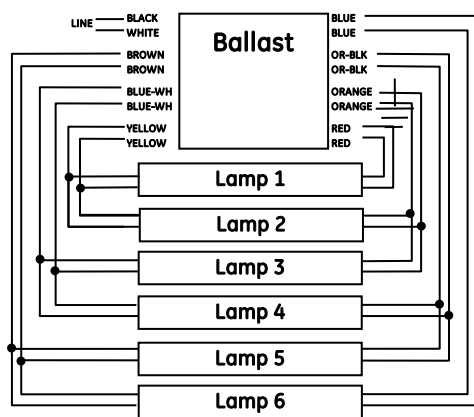 LINE
BLACK
WHITE
BROWN
BROWN
BLUE-WH
BLUE-WH
YELLOW
YELLOW
Ballast
BLUE
BLUE
OR-BLK
OR-BLK
ORANGE
ORANGE
RED
RED
Lamp 1
Lamp 2
Lamp 3
Lamp 4
Lamp 5
Lamp 6